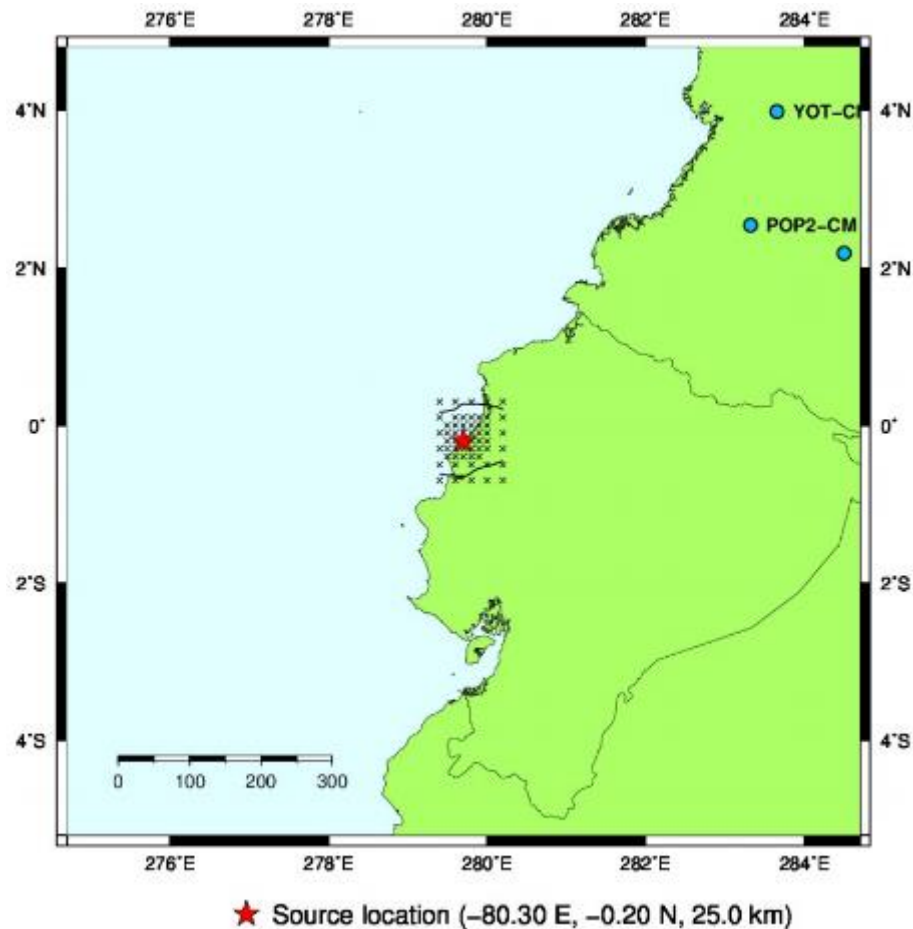 276˚E 278˚E 280˚E 282˚E 284˚E
4˚N 4˚N
YOT-C
POP2-CM
2˚N 2˚N
0˚ 0˚
2˚S 2˚S
4˚S 4˚S
0 100 200 300
276˚E 278˚E 280˚E 282˚E 284˚E
Source location (-80.30 E, -0.20 N, 25.0 km)